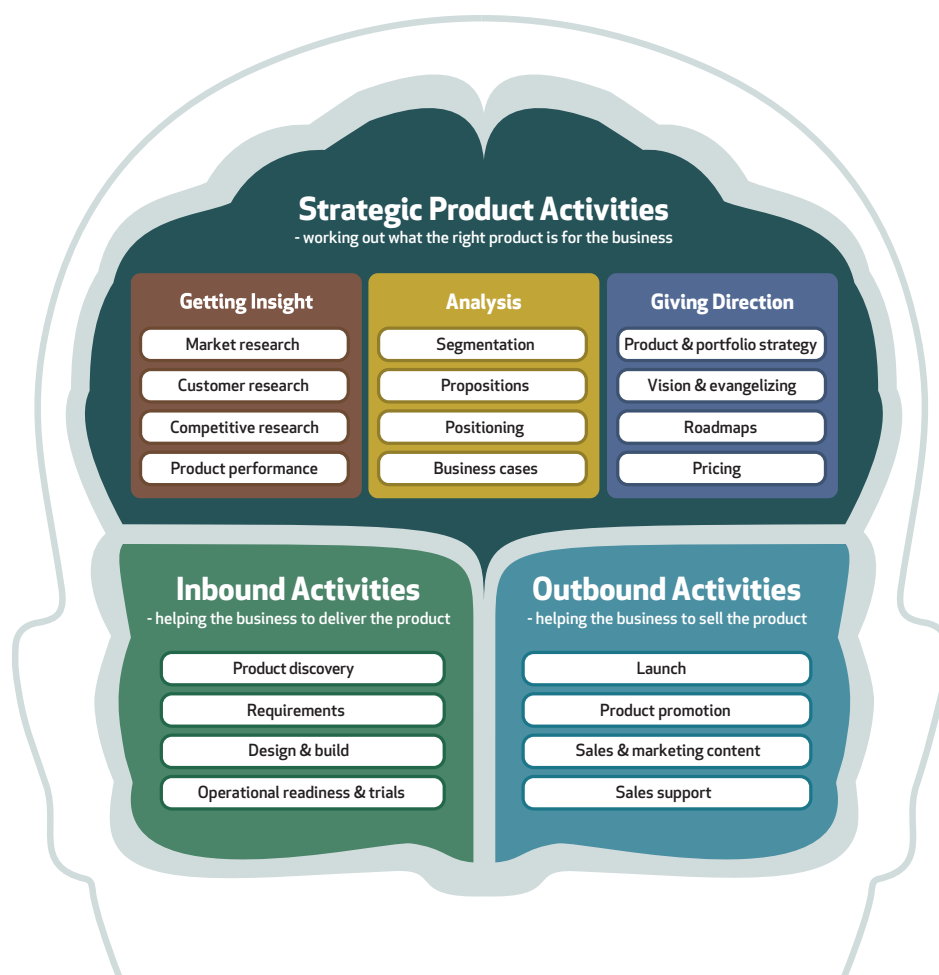 Strategic Product Activities
- working out what the right product is for the business
Getting Insight
Market research
Customer research
Competitive research
Product performance
Analysis
Segmentation
Propositions
Positioning
Business cases
Giving Direction
Product & portfolio strategy
Vision & evangelizing
Roadmaps
Pricing
Inbound Activities
- helping the business to deliver the product
Product discovery
Requirements
Design & build
Operational readiness & trials
Outbound Activities
- helping the business to sell the product
Launch
Product promotion
Sales & marketing content
Sales support